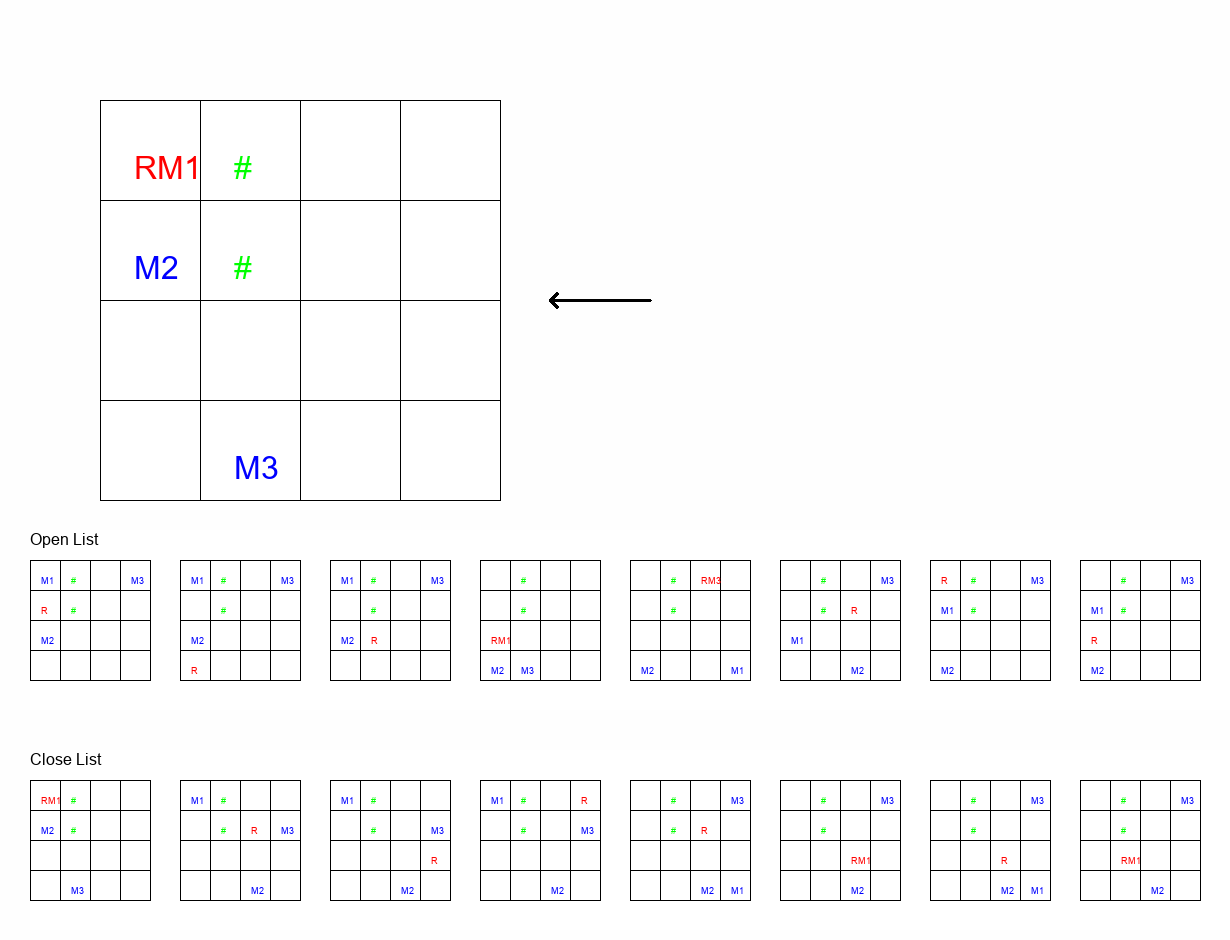 RM1 #
M2 #
M3
Open List
M1 # M3 M1 # M3 M1 # M3 # # RM3 # M3 R # M3 # M3
R # # # # # # R M1 # M1 #
M2 M2 M2 R RM1 M1 R
R M2 M3 M2 M1 M2 M2 M2
Close List
RM1 # M1 # M1 # M1 # R # M3 # M3 # M3 # M3
M2 # # R M3 # M3 # M3 # R # # #
R RM1 R RM1
M3 M2 M2 M2 M2 M1 M2 M2 M1 M2